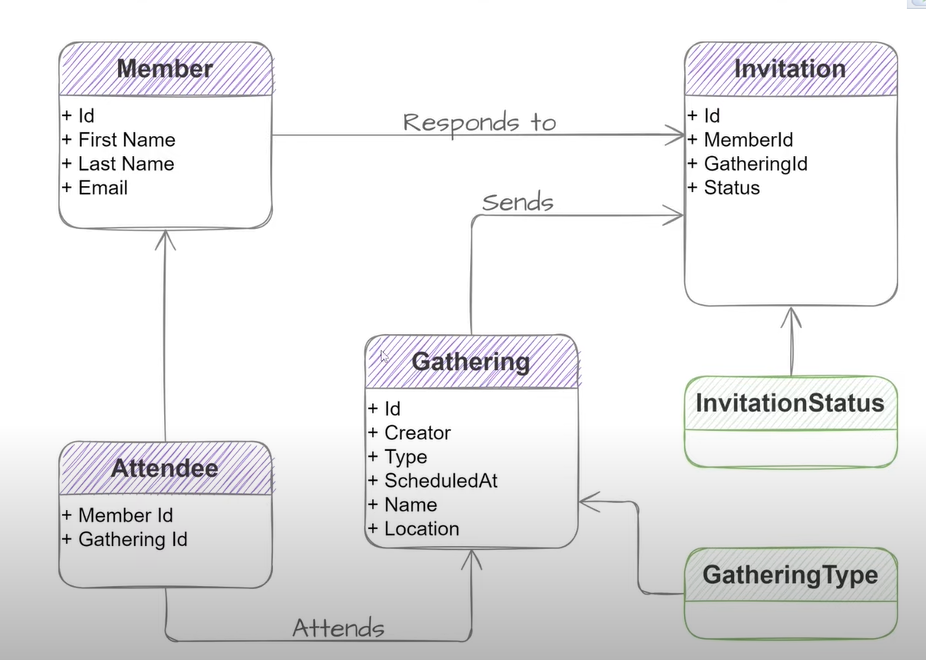 Member
+ Id
+ First Name
+ Last Name
+ Email
Responds to
Invitation
+ Id
+ MemberId
+ GatheringId
+ Status
Sends
Gathering
+ Id
+ Creator
+ Type
+ ScheduledAt
+ Name
+ Location
InvitationStatus
Attendee
+ Member Id
+ Gathering Id
Attends
GatheringType